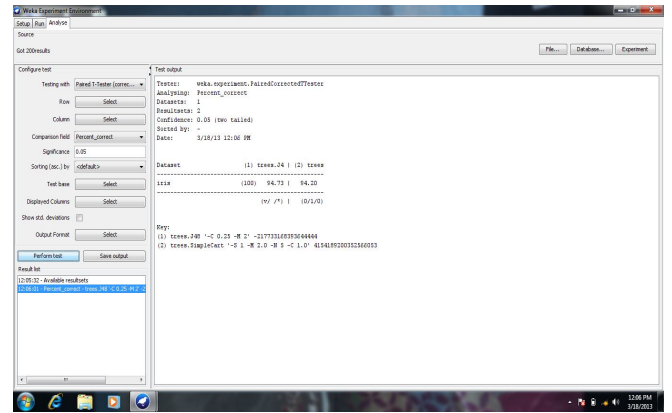 Weka Experiment Environment
Setup Run Analyse
Source
Got 200results
File... Database... Experiment
Configure test
Testing with Paired T-Tester (correc...
Row Select
Column Select
Comparison field Percent_correct
Significance 0.05
Sorting (asc.) by <default>
Test base Select
Displayed Columns Select
Show std. deviations
Output Format Select
Perform test Save output
Result list
12:05:32 - Available resultsets
12:06:01 - Percent_correct - trees.J48 '-C 0.25 -M 2' -2
Test output
Tester: weka.experiment.PairedCorrectedTTester
Analysing: Percent_correct
Datasets: 1
Resultsets: 2
Confidence: 0.05 (two tailed)
Sorted by: -
Date: 3/18/13 12:06 PM
Dataset (1) trees.J4 | (2) trees
iris (100) 94.73 | 94.20
(v/ /*) | (0/1/0)
Key:
(1) trees.J48 '-C 0.25 -M 2' -217733168393644444
(2) trees.SimpleCart '-S 1 -M 2.0 -N 5 -C 1.0' 4154189200352566053
12:06 PM
3/18/2013